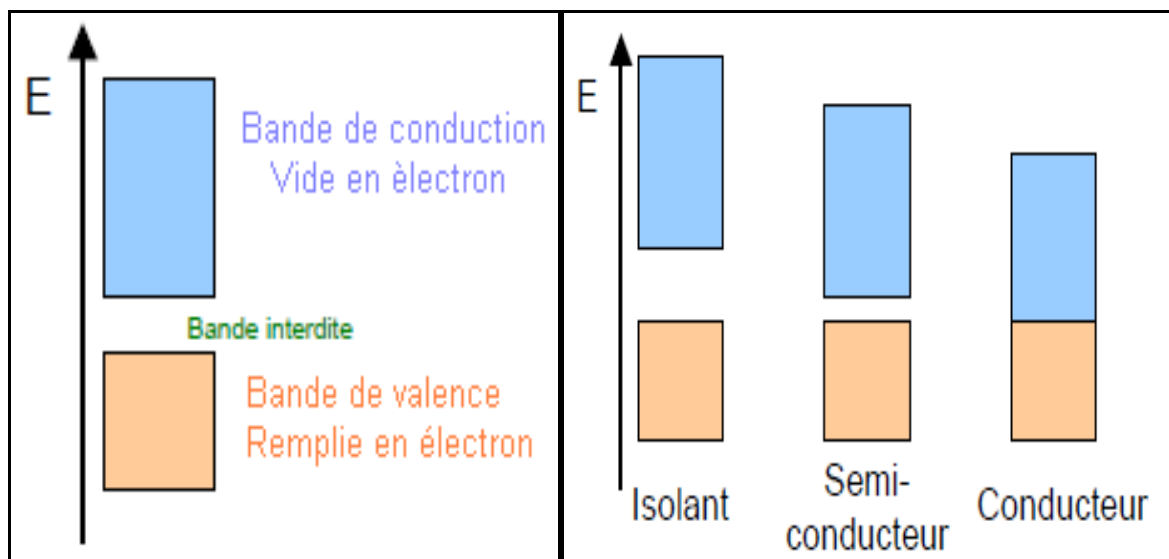 E
Bande de conduction
Vide en èlectron
Bande interdite
Bande de valence
Remplie en électron
E
Isolant
Semi-
conducteur
Conducteur